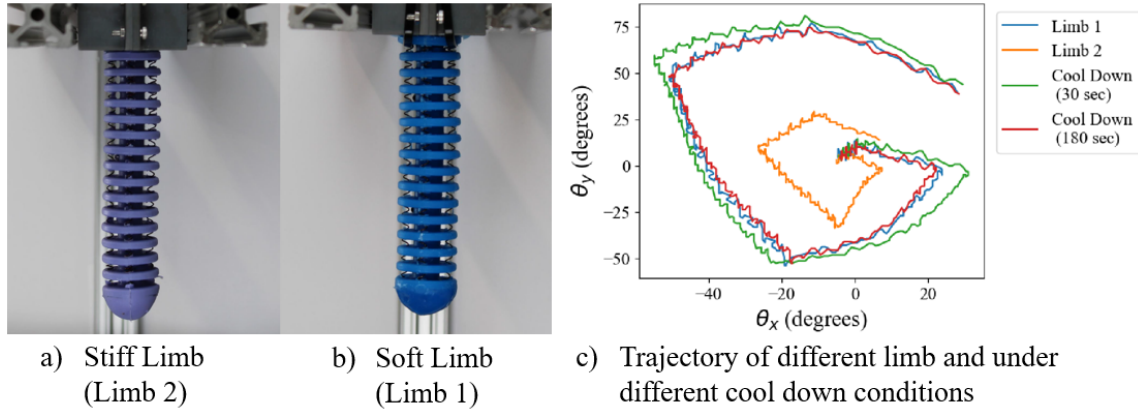 75
50
25
0
−25
−50
−40
−20
0
20
θy (degrees)
θx (degrees)
Limb 1
Limb 2
Cool Down
(30 sec)
Cool Down
(180 sec)
a) Stiff Limb
(Limb 2)
b) Soft Limb
(Limb 1)
c) Trajectory of different limb and under
different cool down conditions